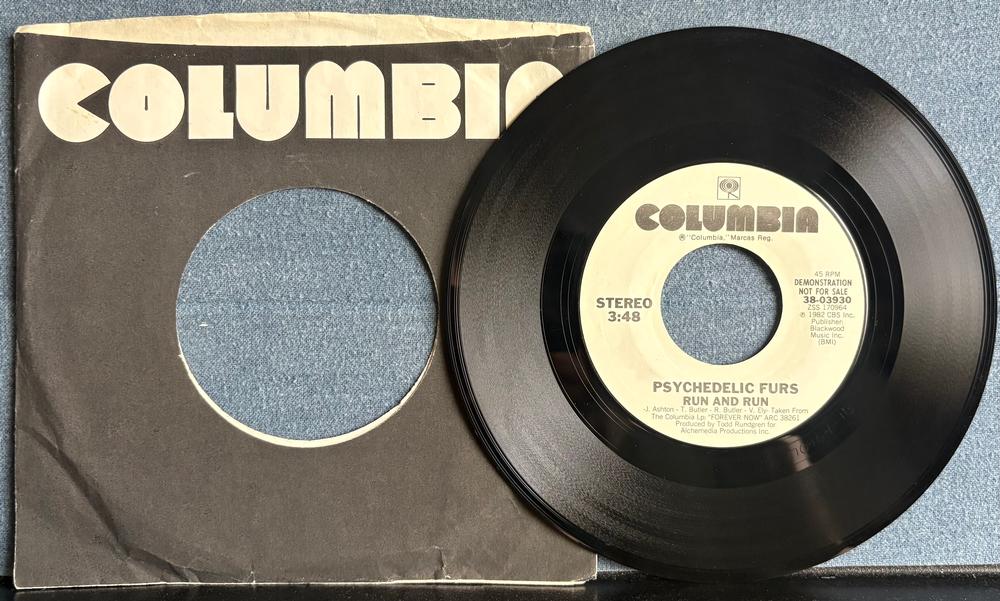 COLUMBIA
COLUMBIA
® "Columbia," Marcas Reg.
STEREO
3:48
45 RPM
DEMONSTRATION
NOT FOR SALE
38-03930
ZSS 170964
℗ 1982 CBS Inc.
Publisher:
Blackwood
Music Inc.
(BMI)
PSYCHEDELIC FURS
RUN AND RUN
-J. Ashton - T. Butler - R. Butler - V. Ely- Taken From
The Columbia Lp: "FOREVER NOW" ARC 38261
Produced by Todd Rundgren for
Alchemedia Productions Inc.